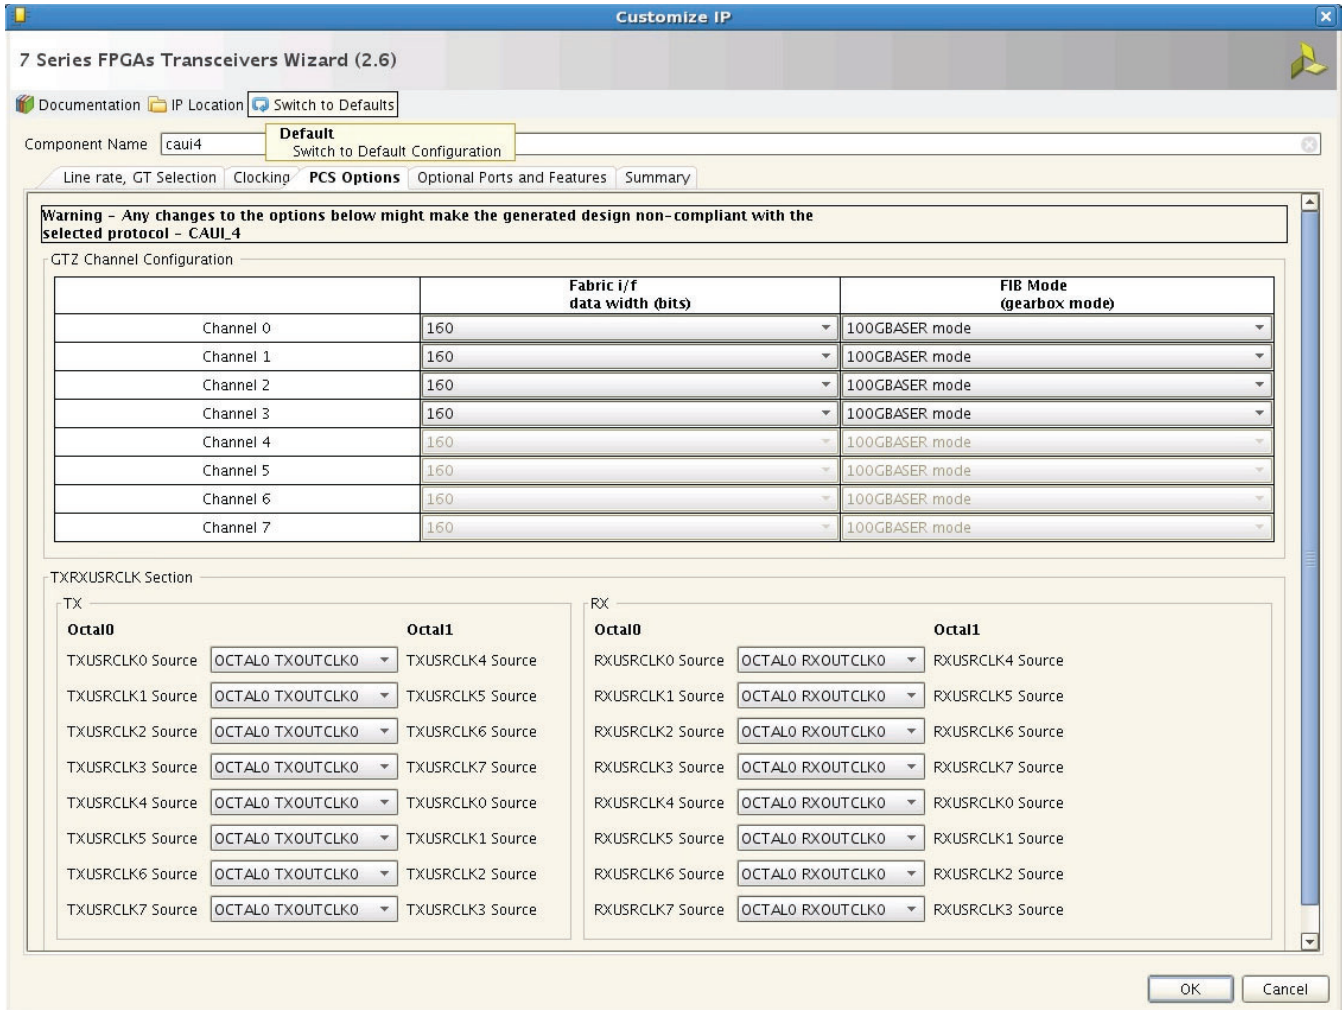 Customize IP
7 Series FPGAs Transceivers Wizard (2.6)
Documentation IP Location Switch to Defaults
Default
Switch to Default Configuration
Component Name caui4
Line rate, GT Selection Clocking PCS Options Optional Ports and Features Summary
Warning - Any changes to the options below might make the generated design non-compliant with the
selected protocol - CAUI_4
GTZ Channel Configuration
Fabric i/f
data width (bits)
FIB Mode
(gearbox mode)
Channel 0 160 100GBASER mode
Channel 1 160 100GBASER mode
Channel 2 160 100GBASER mode
Channel 3 160 100GBASER mode
Channel 4 160 100GBASER mode
Channel 5 160 100GBASER mode
Channel 6 160 100GBASER mode
Channel 7 160 100GBASER mode
TXRXUSRCLK Section
TX
Octal0 Octal1
TXUSRCLK0 Source OCTAL0 TXOUTCLK0 TXUSRCLK4 Source
TXUSRCLK1 Source OCTAL0 TXOUTCLK0 TXUSRCLK5 Source
TXUSRCLK2 Source OCTAL0 TXOUTCLK0 TXUSRCLK6 Source
TXUSRCLK3 Source OCTAL0 TXOUTCLK0 TXUSRCLK7 Source
TXUSRCLK4 Source OCTAL0 TXOUTCLK0 TXUSRCLK0 Source
TXUSRCLK5 Source OCTAL0 TXOUTCLK0 TXUSRCLK1 Source
TXUSRCLK6 Source OCTAL0 TXOUTCLK0 TXUSRCLK2 Source
TXUSRCLK7 Source OCTAL0 TXOUTCLK0 TXUSRCLK3 Source
RX
Octal0 Octal1
RXUSRCLK0 Source OCTAL0 RXOUTCLK0 RXUSRCLK4 Source
RXUSRCLK1 Source OCTAL0 RXOUTCLK0 RXUSRCLK5 Source
RXUSRCLK2 Source OCTAL0 RXOUTCLK0 RXUSRCLK6 Source
RXUSRCLK3 Source OCTAL0 RXOUTCLK0 RXUSRCLK7 Source
RXUSRCLK4 Source OCTAL0 RXOUTCLK0 RXUSRCLK0 Source
RXUSRCLK5 Source OCTAL0 RXOUTCLK0 RXUSRCLK1 Source
RXUSRCLK6 Source OCTAL0 RXOUTCLK0 RXUSRCLK2 Source
RXUSRCLK7 Source OCTAL0 RXOUTCLK0 RXUSRCLK3 Source
OK Cancel